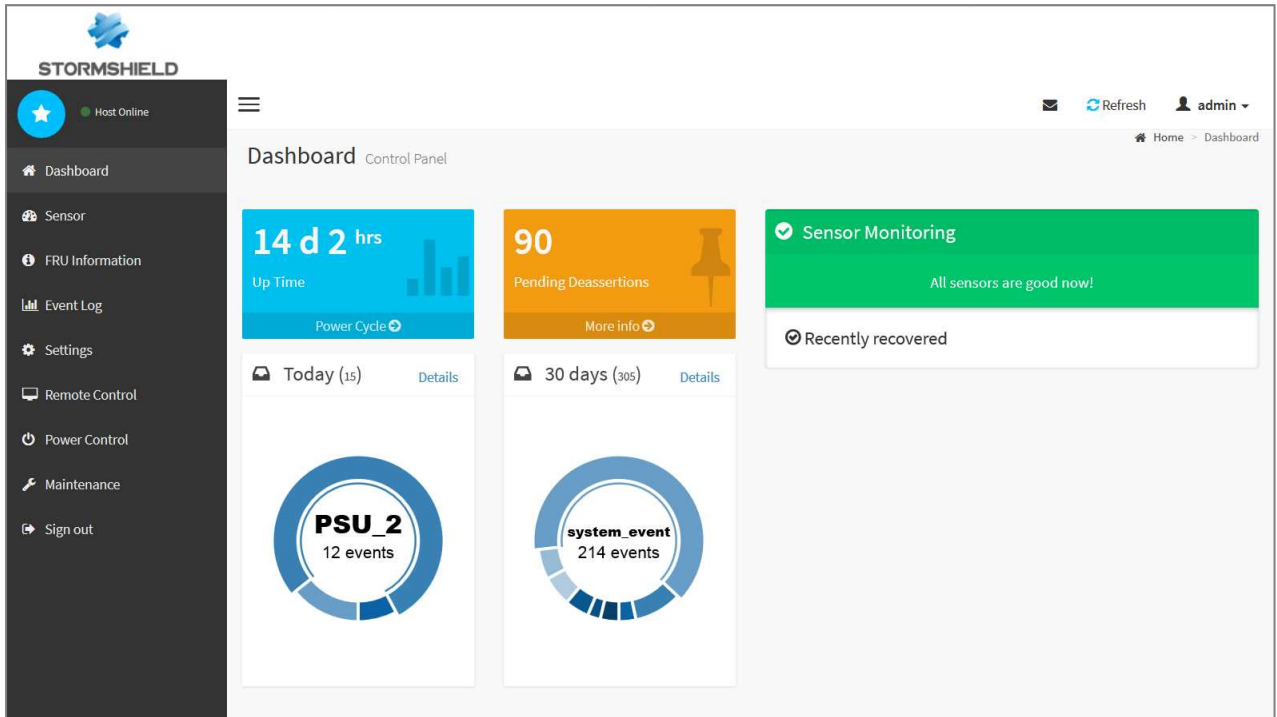 STORMSHIELD
Host Online
Refresh
admin
Home > Dashboard
Dashboard Control Panel
Dashboard
Sensor
FRU Information
Event Log
Settings
Remote Control
Power Control
Maintenance
Sign out
14 d 2 hrs
Up Time
Power Cycle
90
Pending Deassertions
More info
Sensor Monitoring
All sensors are good now!
Recently recovered
Today (15) Details
PSU_2
12 events
30 days (305) Details
system_event
214 events